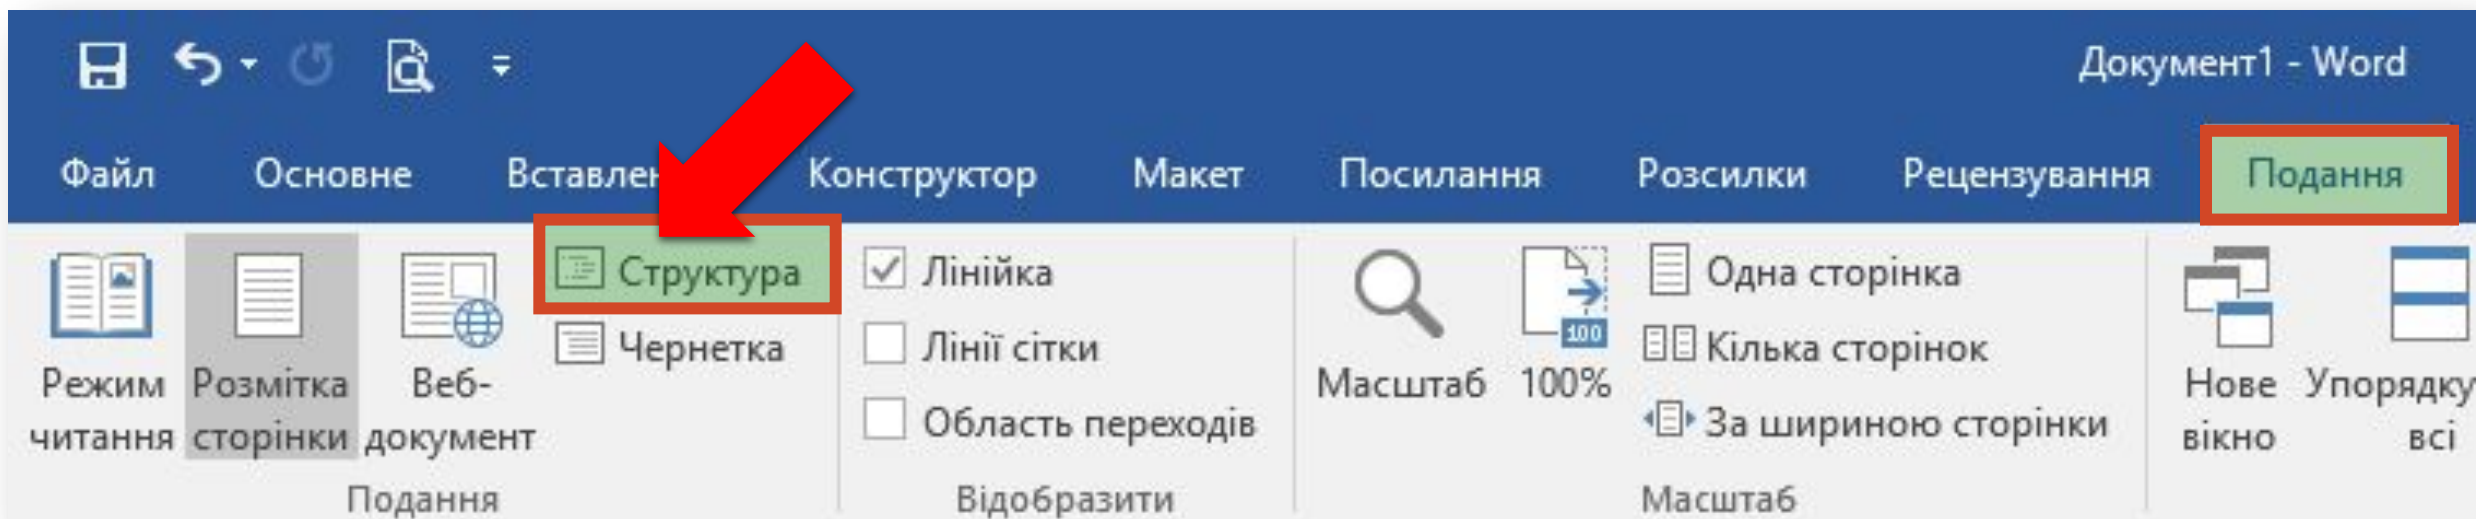 Документ1 - Word
Файл Основне Конструктор Макет Посилання Розсилки Рецензування Подання
Структура Лінійка Одна сторінка
100
Чернетка Лінії сітки Кілька сторінок
Режим читання Розмітка сторінки Веб-документ Область переходів Масштаб 100% За шириною сторінки Нове вікно всі
Подання Відобразити Масштаб